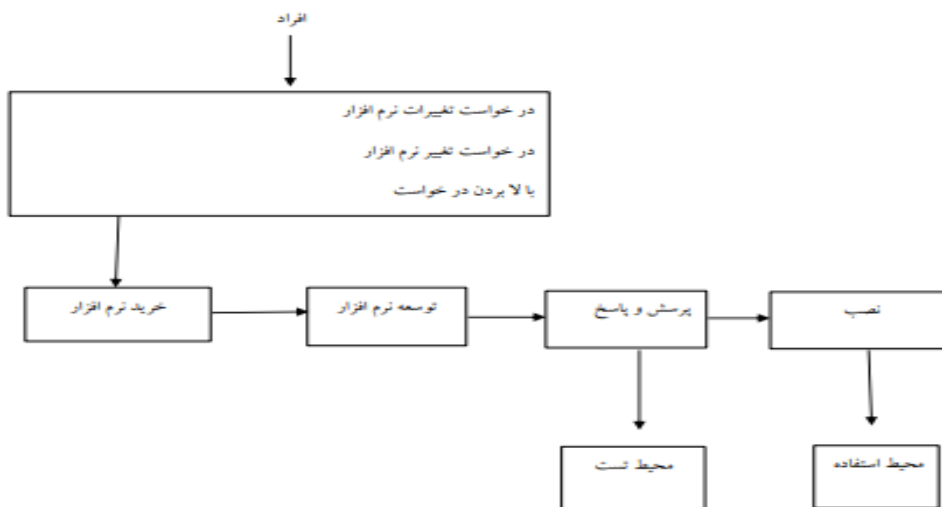 افراد
در خواست تغییرات نرم افزار
در خواست تغییر نرم افزار
با لا بردن در خواست
خرید نرم افزار
توسعه نرم افزار
پرسش و پاسخ
نصب
محیط تست
محیط استفاده